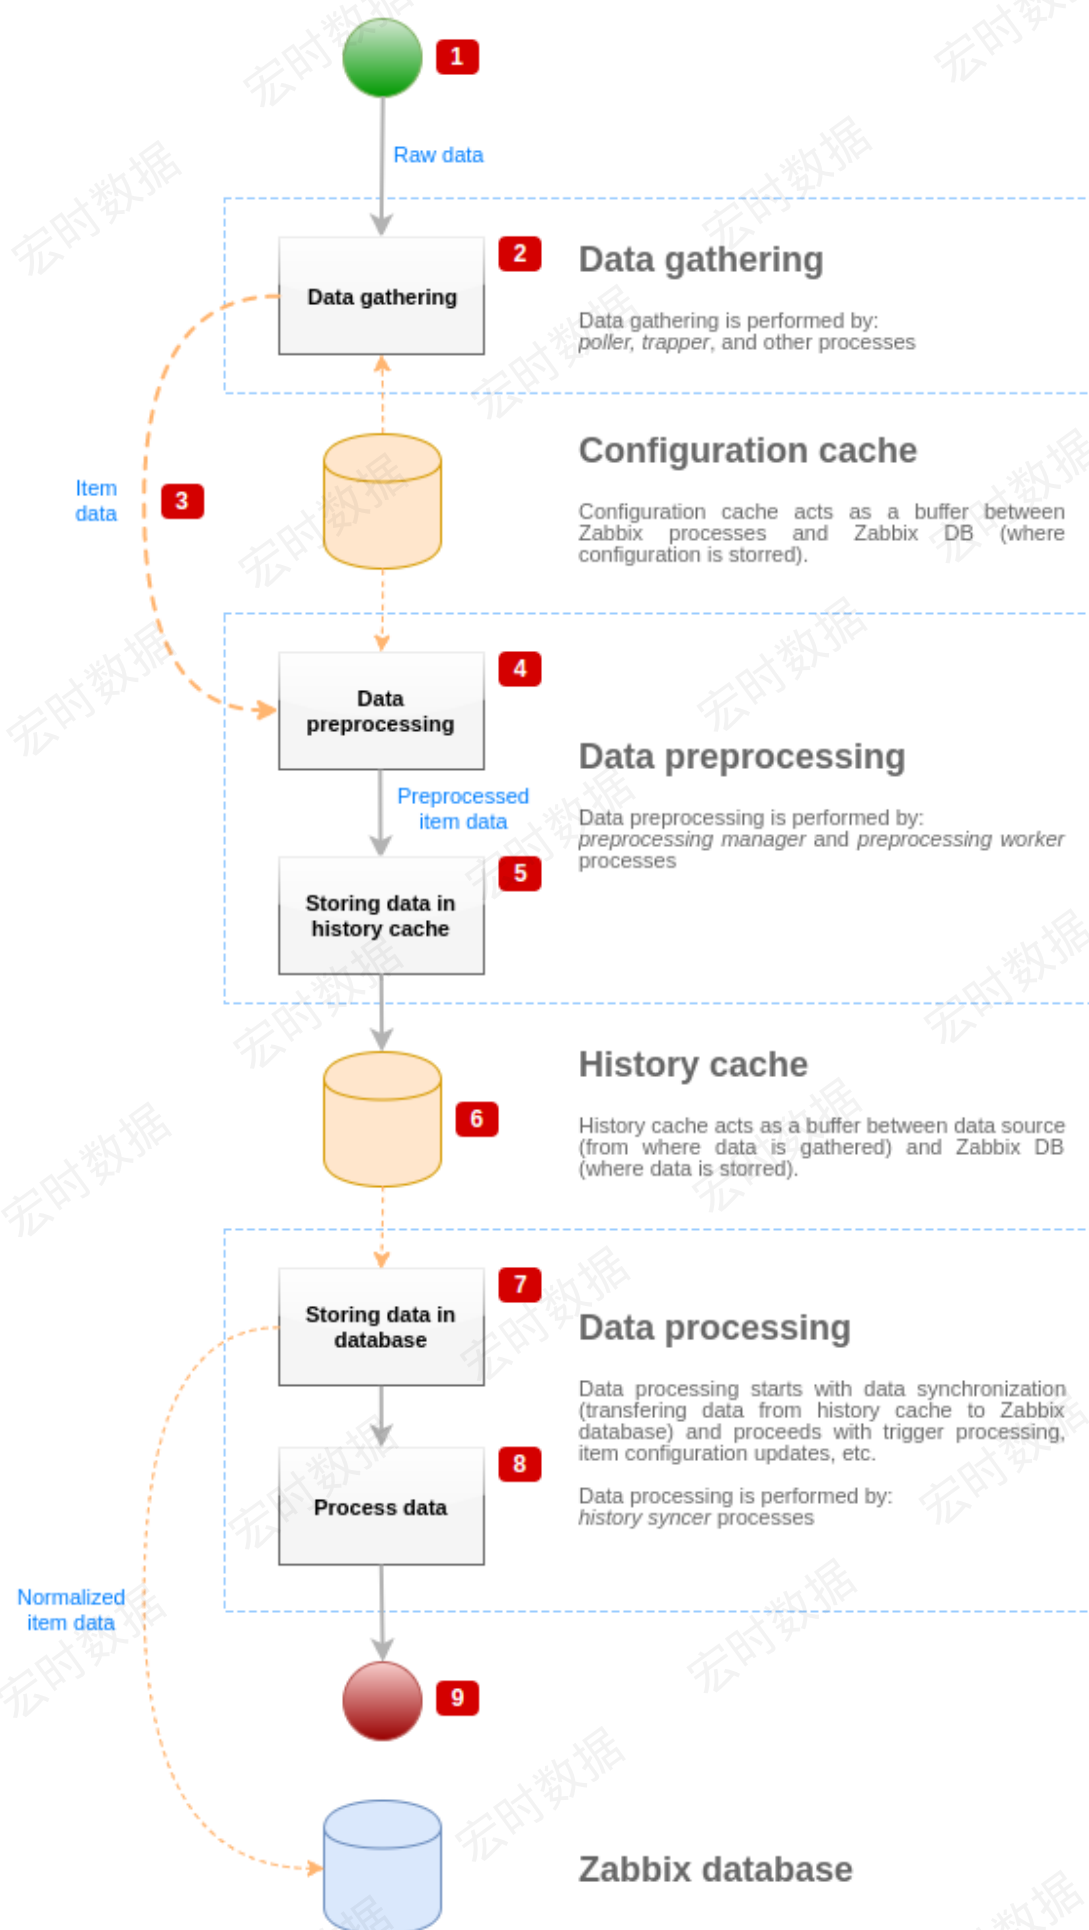 1
Raw data
2
Data gathering
Data gathering
Data gathering is performed by:
poller, trapper, and other processes
Configuration cache
Item
data
3
Configuration cache acts as a buffer between
Zabbix processes and Zabbix DB (where
configuration is storred).
4
Data
preprocessing
Data preprocessing
Preprocessed
item data
Data preprocessing is performed by:
preprocessing manager and preprocessing worker
processes
5
Storing data in
history cache
History cache
6
History cache acts as a buffer between data source
(from where data is gathered) and Zabbix DB
(where data is storred).
7
Storing data in
database
Data processing
Data processing starts with data synchronization
(transfering data from history cache to Zabbix
database) and proceeds with trigger processing,
item configuration updates, etc.
8
Process data
Data processing is performed by:
history syncer processes
Normalized
item data
9
Zabbix database
宏时数据